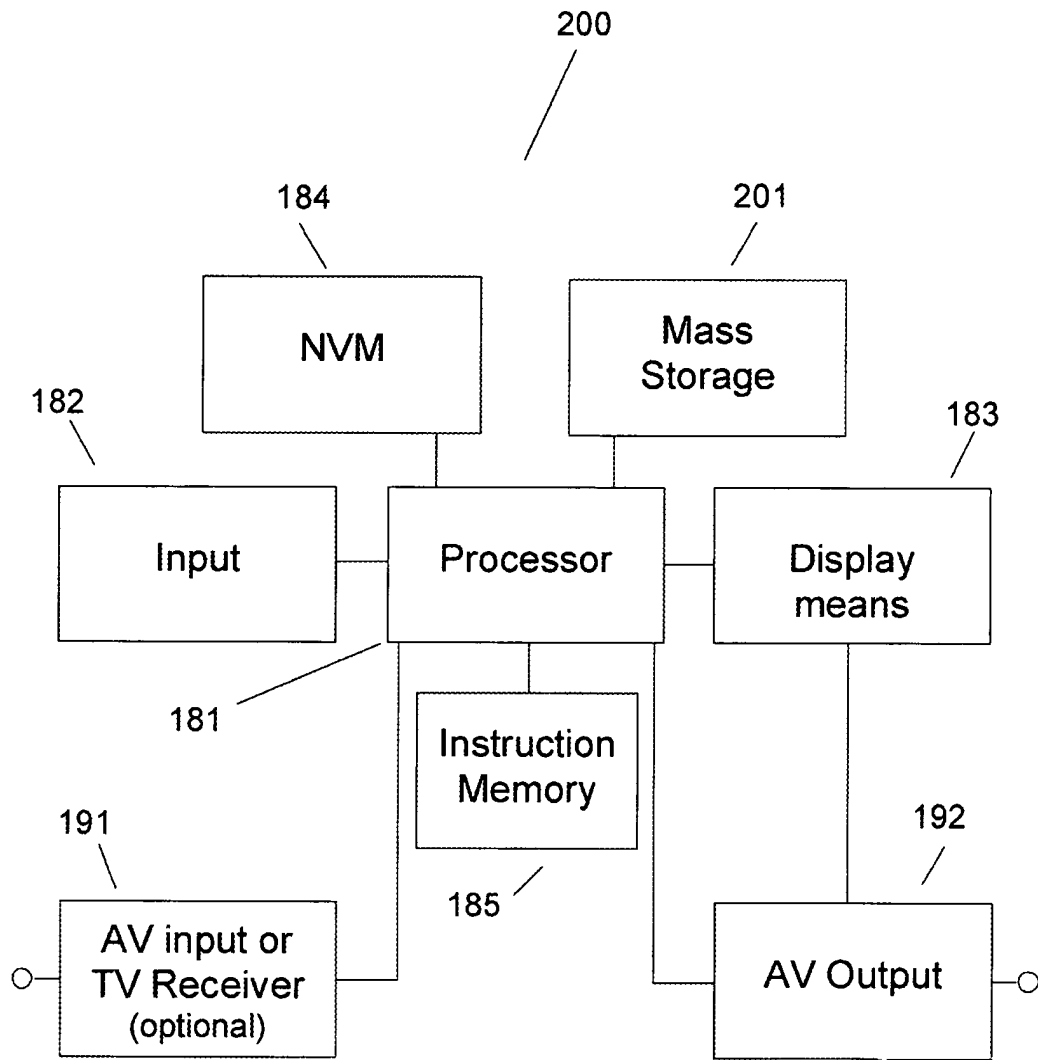 200
184
201
NVM
Mass
Storage
182
183
Input
Processor
Display
means
181
Instruction
Memory
191
192
185
AV input or
TV Receiver
(optional)
AV Output